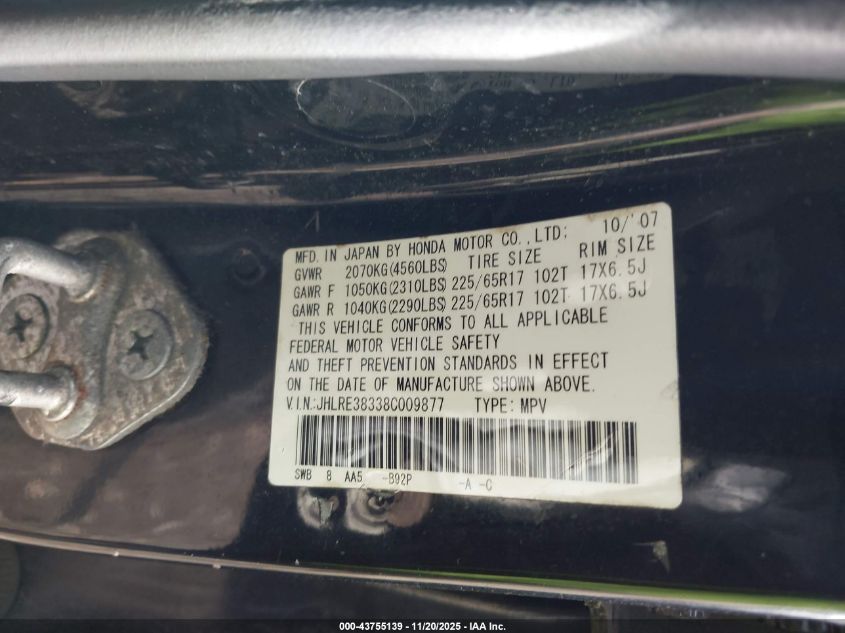 MFD. IN JAPAN BY HONDA MOTOR CO.,LTD: 10/'07
GVWR 2070KG(4560LBS) TIRE SIZE RIM SIZE
GAWR F 1050KG(2310LBS) 225/65R17 102T 17X6.5J
GAWR R 1040KG(2290LBS) 225/65R17 102T 17X6.5J
THIS VEHICLE CONFORMS TO ALL APPLICABLE
FEDERAL MOTOR VEHICLE SAFETY
AND THEFT PREVENTION STANDARDS IN EFFECT
ON THE DATE OF MANUFACTURE SHOWN ABOVE.
V.I.N.:JHLRE38338C009877 TYPE: MPV
SWB 8 AA5 -B92P -A -C
000-43755139 - 11/20/2025 - IAA Inc.